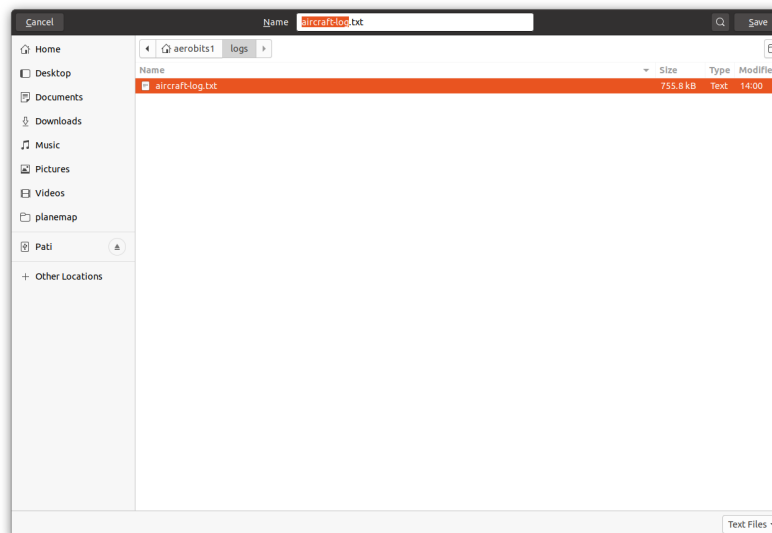 Cancel Name aircraft-log.txt Save
Home
Desktop
Documents
Downloads
Music
Pictures
Videos
planemap
Pati
Other Locations
aerobits1 logs
Name Size Type
aircraft-log.txt 755.8 kB Text 14:00
Text Files